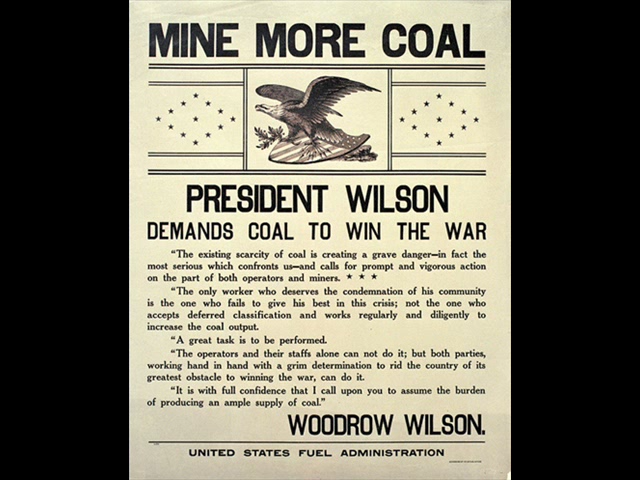 MINE MORE COAL
PRESIDENT WILSON
DEMANDS COAL TO WIN THE WAR
"The existing scarcity of coal is creating a grave danger—in fact the
most serious which confronts us—and calls for prompt and vigorous action
on the part of both operators and miners. * * *
"The only worker who deserves the condemnation of his community
is the one who fails to give his best in this crisis; not the one who
accepts deferred classification and works regularly and diligently to
increase the coal output.
"A great task is to be performed.
"The operators and their staffs alone can not do it; but both parties,
working hand in hand with a grim determination to rid the country of its
greatest obstacle to winning the war, can do it.
"It is with full confidence that I call upon you to assume the burden
of producing an ample supply of coal."
WOODROW WILSON.
UNITED STATES FUEL ADMINISTRATION